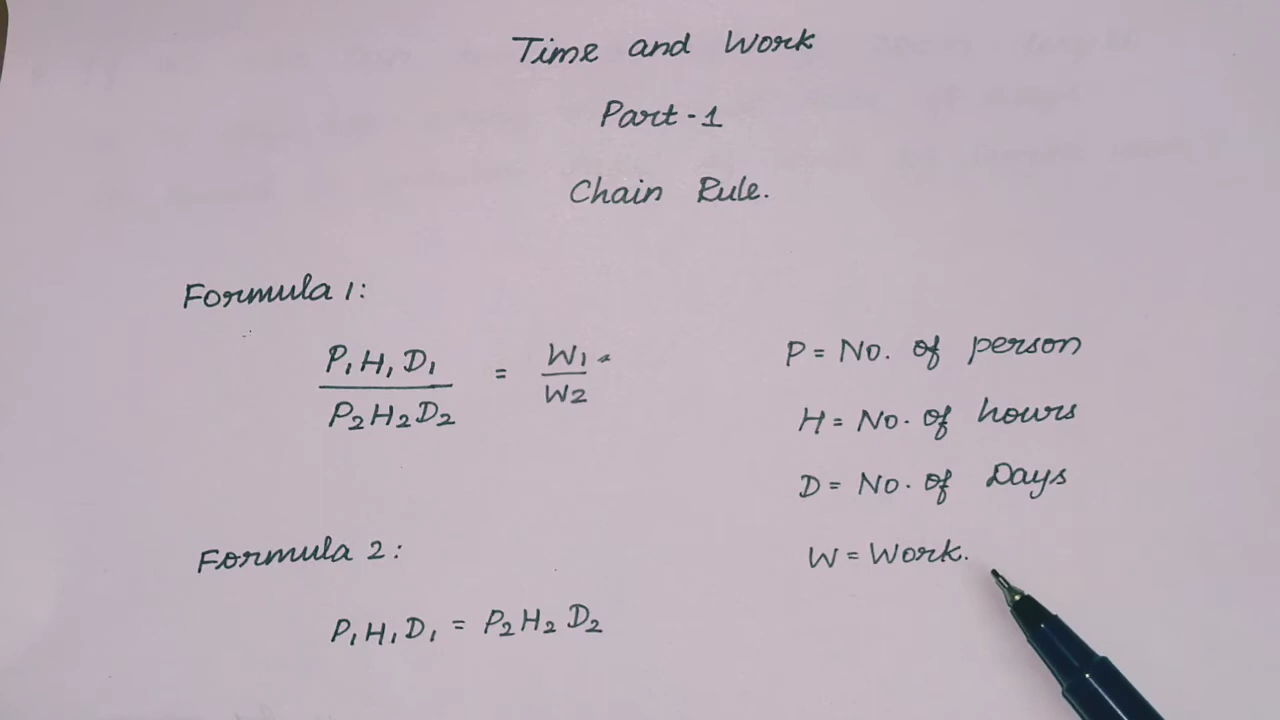 Time and Work
Part - 1
Chain Rule.
Formula 1:
P₁H₁D₁ / P₂H₂D₂ = W₁ / W₂
P = No. of person
H = No. of hours
D = No. of Days
W = Work.
Formula 2:
P₁H₁D₁ = P₂H₂D₂